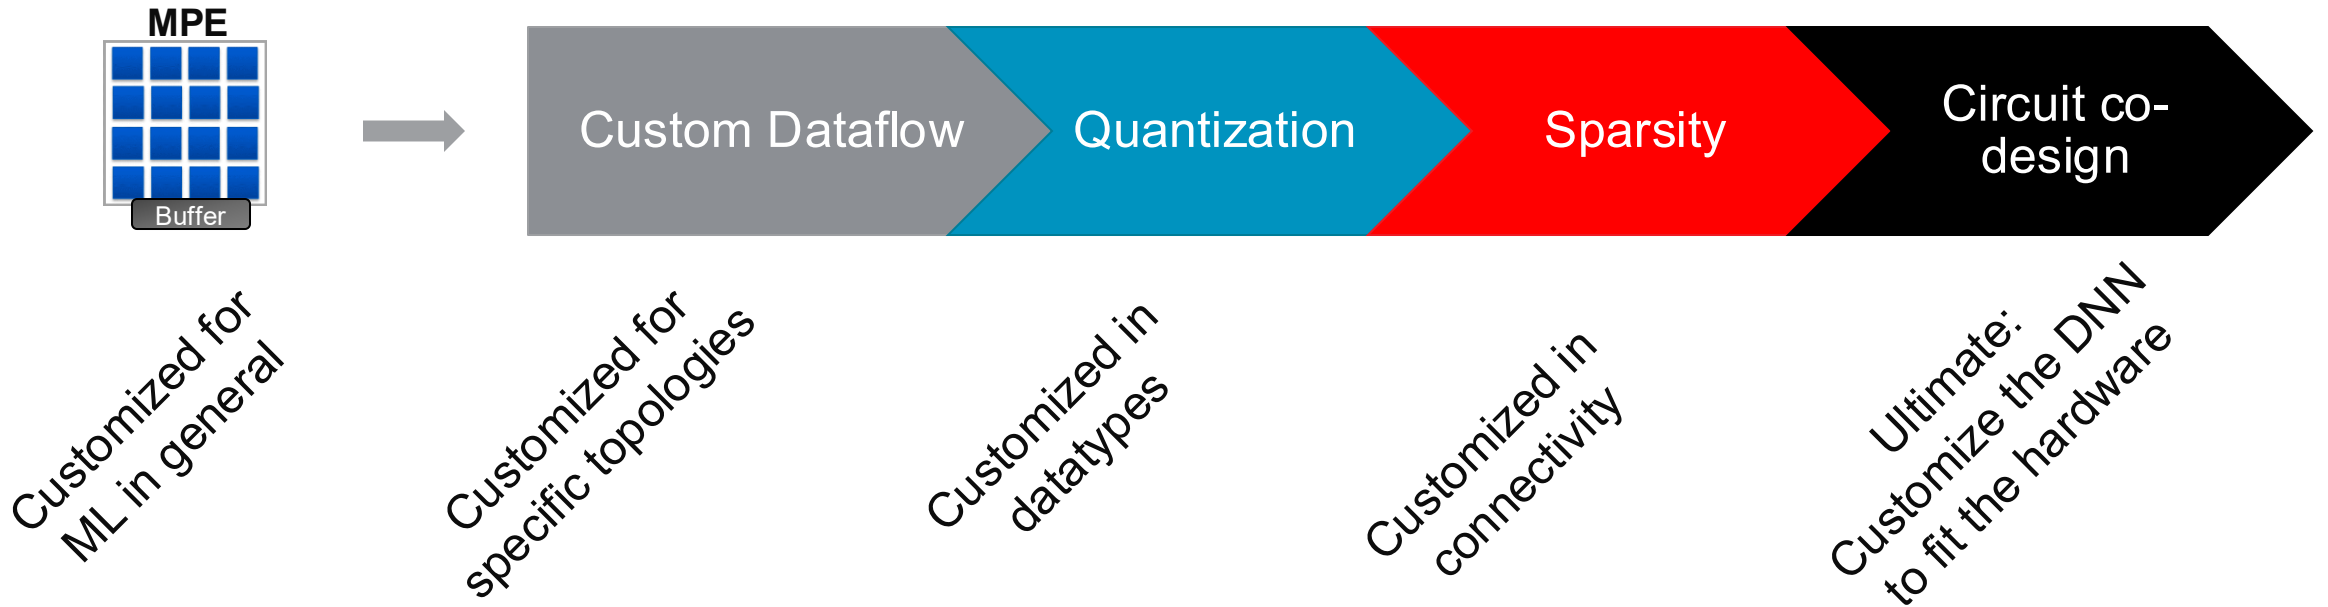 MPE
Buffer
Custom Dataflow
Quantization
Sparsity
Circuit co-
design
Customized for
ML in general
Customized for
specific topologies
Customized in
datatypes
Customized in
connectivity
Ultimate:
Customize the DNN
to fit the hardware